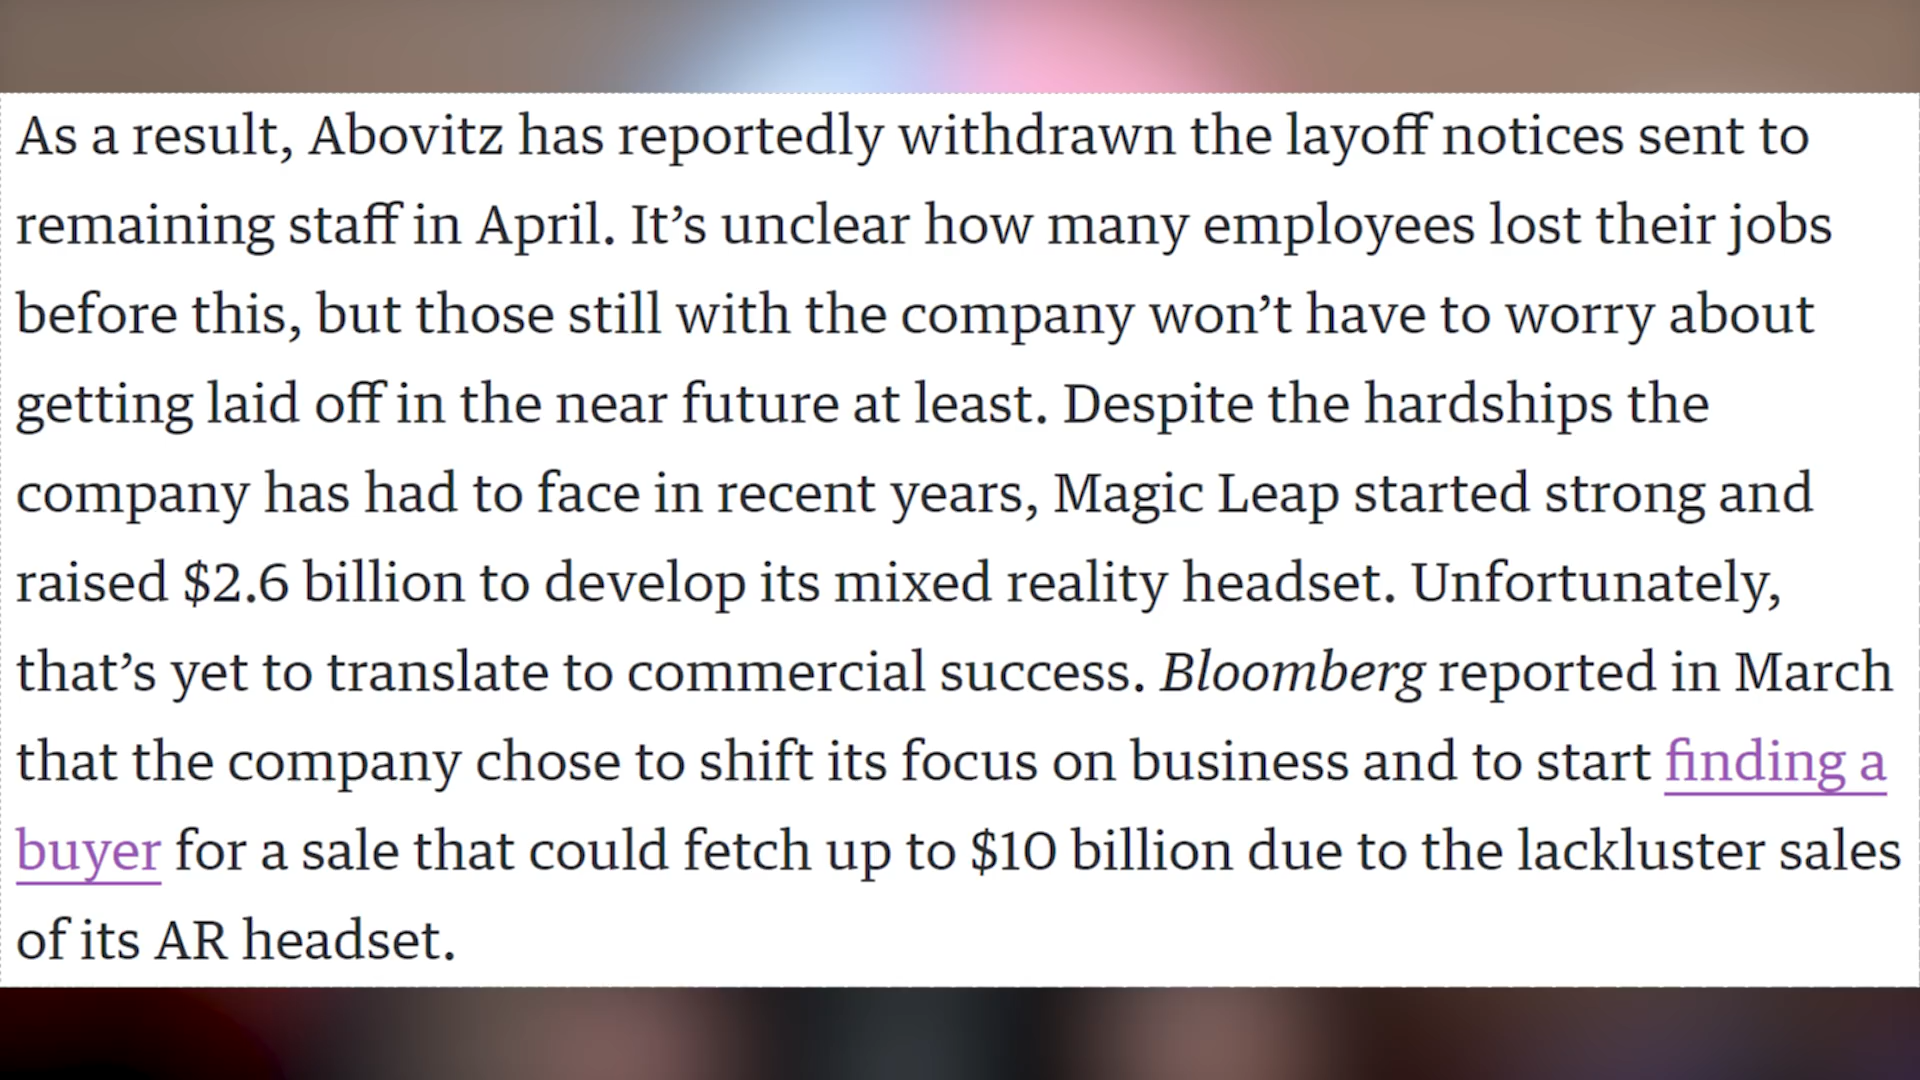 As a result, Abovitz has reportedly withdrawn the layoff notices sent to
remaining staff in April. It’s unclear how many employees lost their jobs
before this, but those still with the company won’t have to worry about
getting laid off in the near future at least. Despite the hardships the
company has had to face in recent years, Magic Leap started strong and
raised $2.6 billion to develop its mixed reality headset. Unfortunately,
that’s yet to translate to commercial success. Bloomberg reported in March
that the company chose to shift its focus on business and to start finding a
buyer for a sale that could fetch up to $10 billion due to the lackluster sales
of its AR headset.